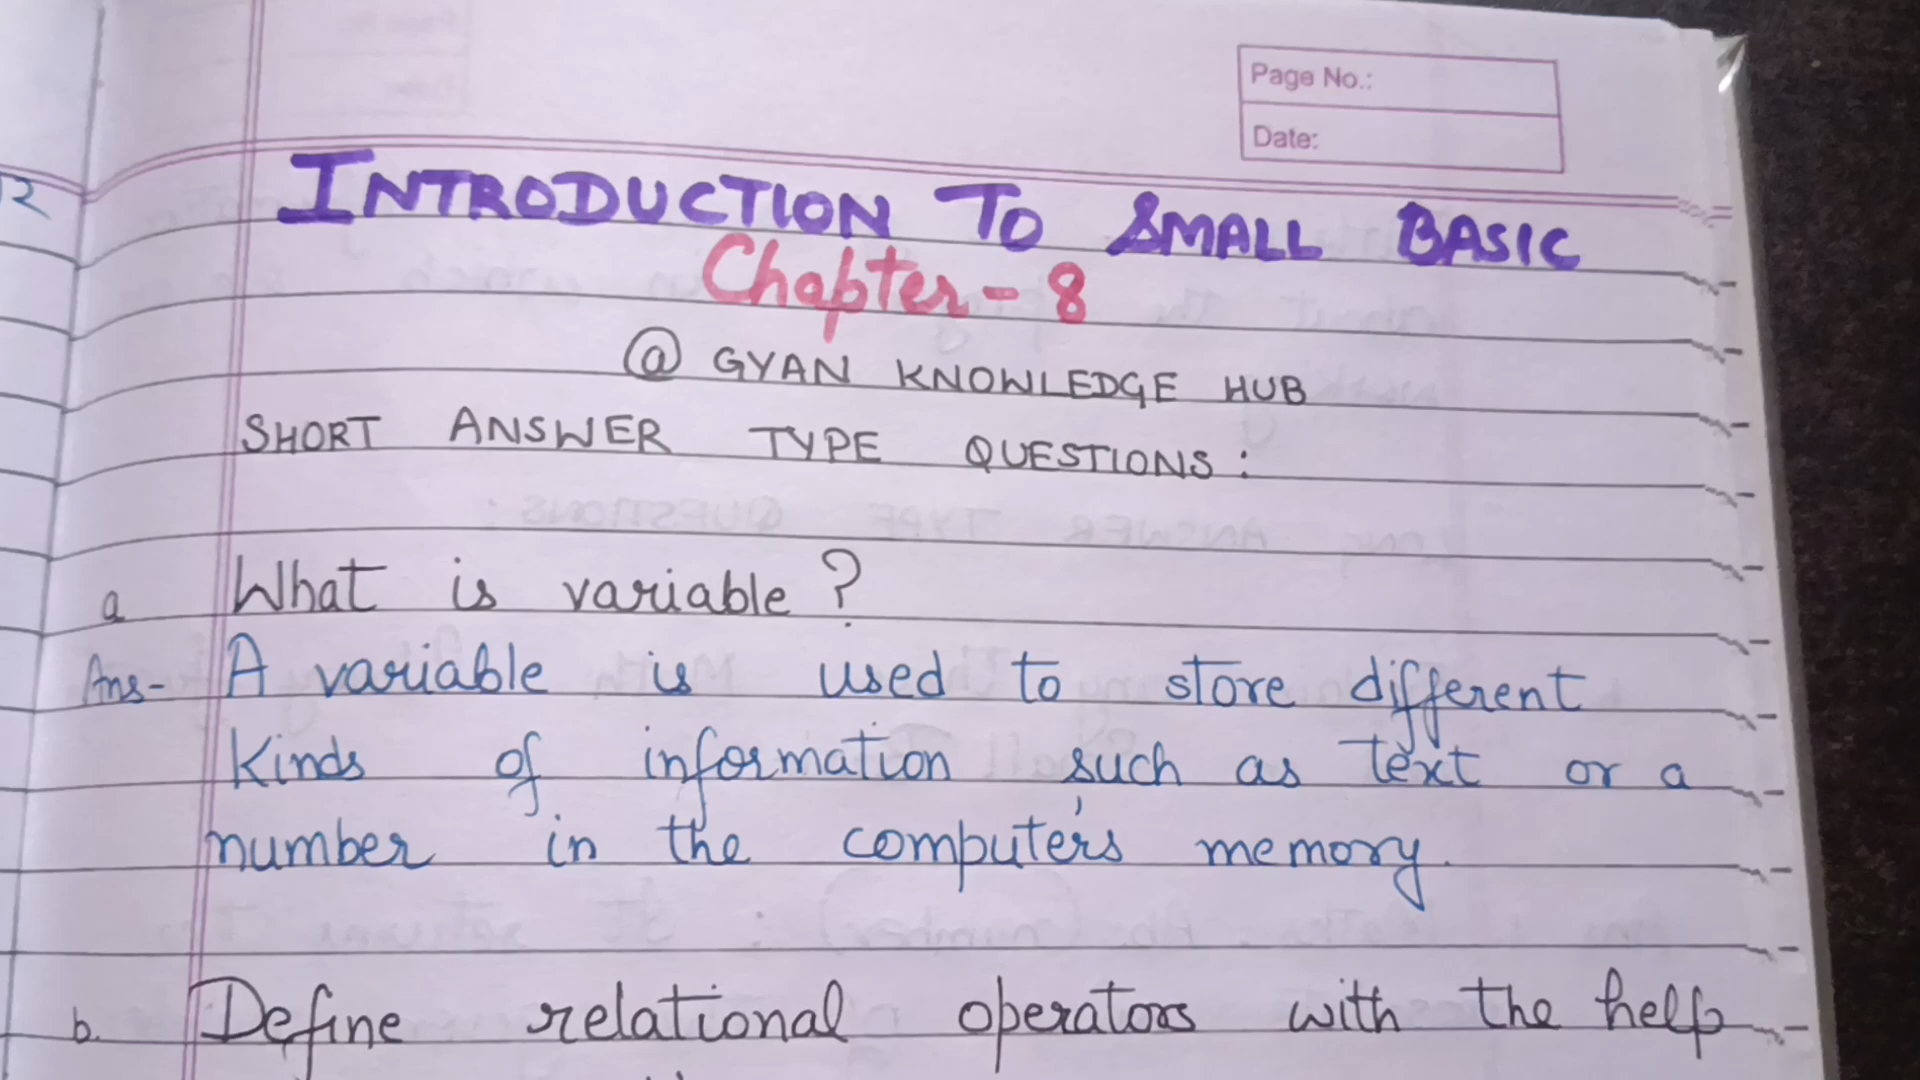 Page No.:
Date:
INTRODUCTION TO SMALL BASIC
Chapter - 8
@ GYAN KNOWLEDGE HUB
SHORT ANSWER TYPE QUESTIONS :
a What is variable ?
Ans- A variable is used to store different
Kinds of information such as text or a
number in the computer's memory.
b. Define relational operators with the help